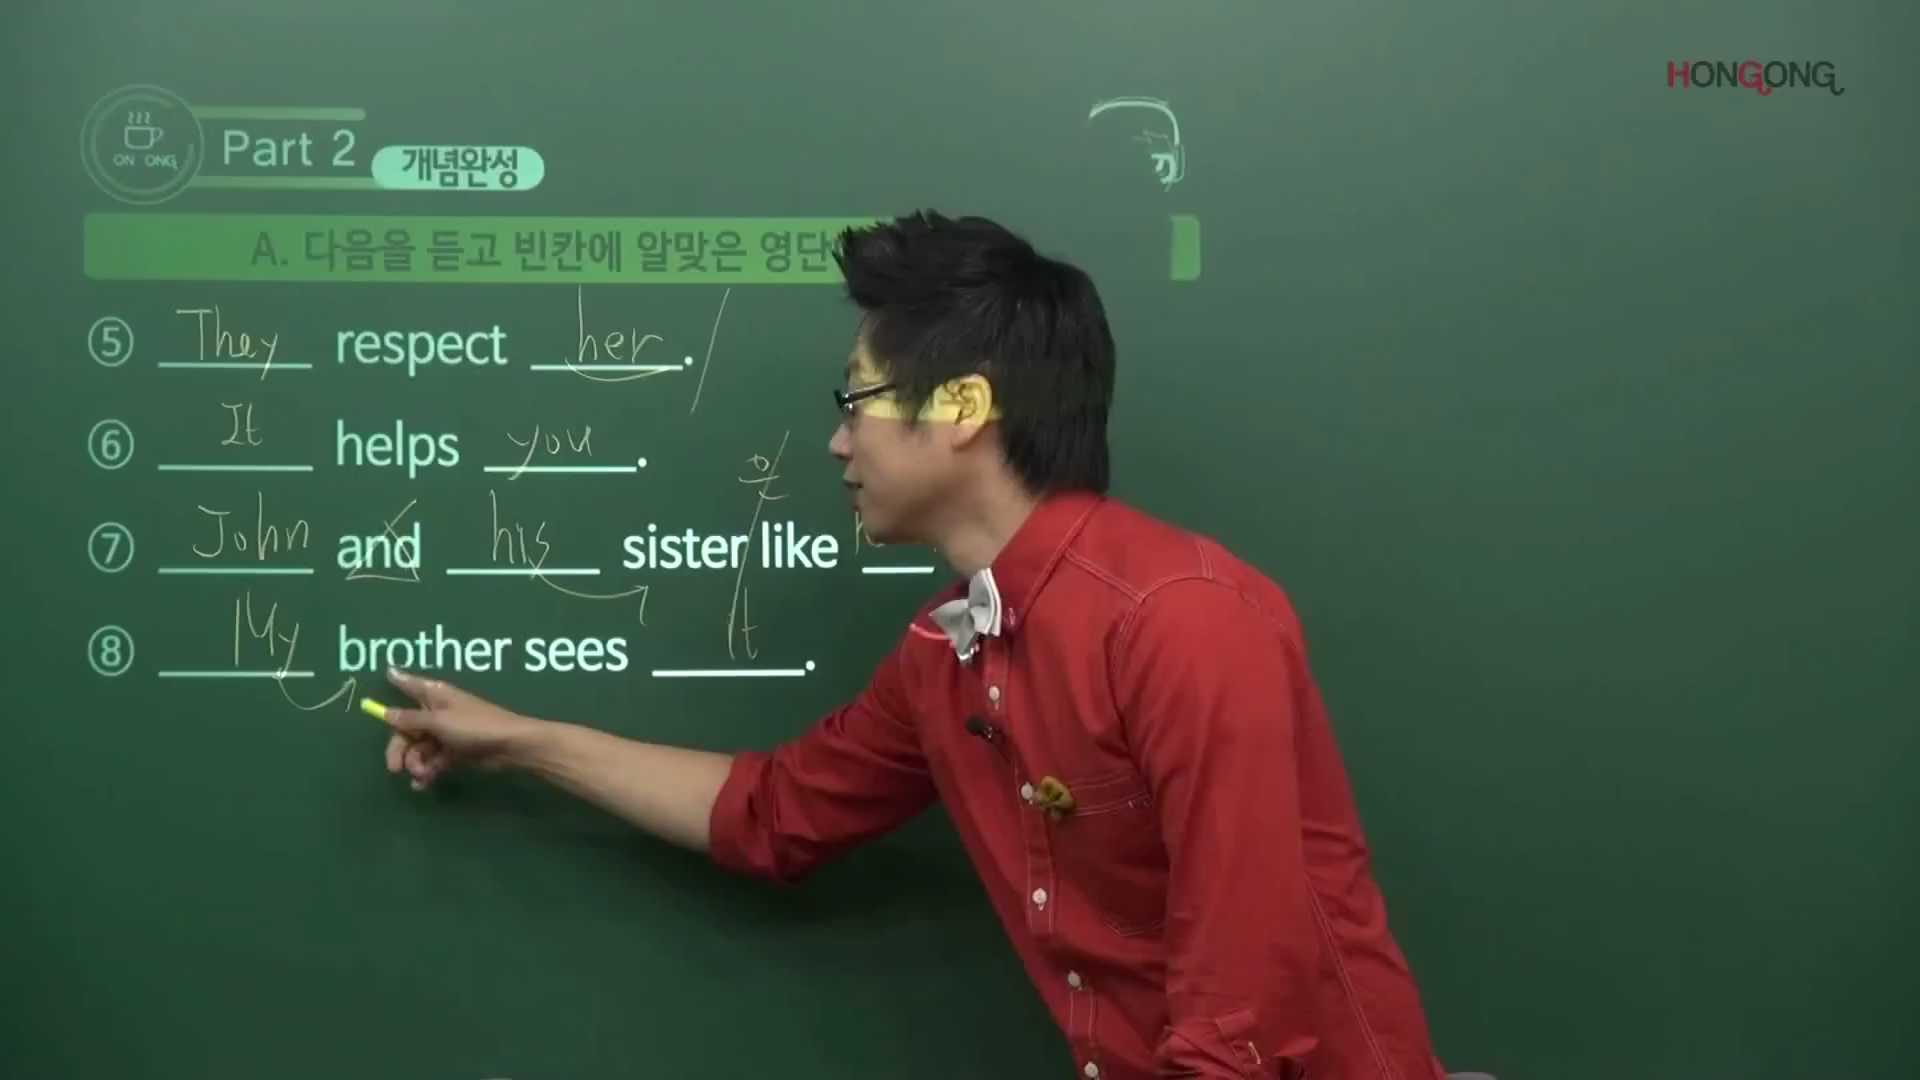 HONGONG
ON ONG
Part 2 개념완성
A. 다음을 듣고 빈칸에 알맞은 영단
⑤ They respect her.
⑥ It helps you.
⑦ John and his sister like
⑧ My brother sees it.